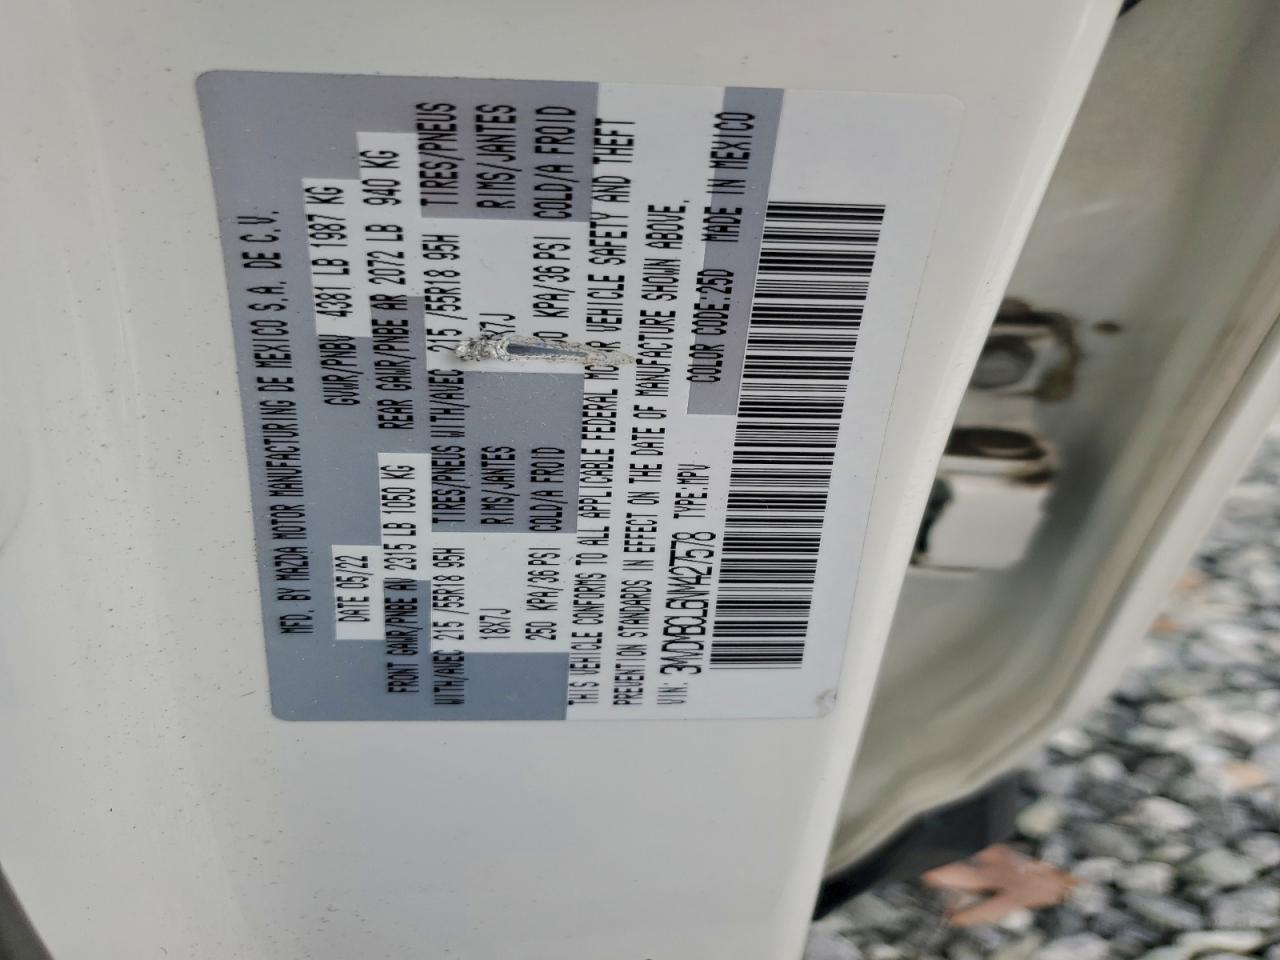 MFD. BY MAZDA MOTOR MANUFACTURING DE MEXICO S.A. DE C.V.
DATE 05/22 GVWR/PNBV 4381 LB 1987 KG
FRONT GAWR/PNBE AV 2315 LB 1050 KG REAR GAWR/PNBE AR 2072 LB 940 KG
WITH/AVEC 215 /55R18 95H TIRES/PNEUS WITH/AVEC 215 /55R18 95H TIRES/PNEUS
18X7J RIMS/JANTES X7J RIMS/JANTES
250 KPA/36 PSI COLD/A FROID KPA/36 PSI COLD/A FROID
THIS VEHICLE CONFORMS TO ALL APPLICABLE FEDERAL MOTOR VEHICLE SAFETY AND THEFT
PREVENTION STANDARDS IN EFFECT ON THE DATE OF MANUFACTURE SHOWN ABOVE.
VIN: 3MVDMBCL6NM427578 TYPE:MPV COLOR CODE:25D MADE IN MEXICO